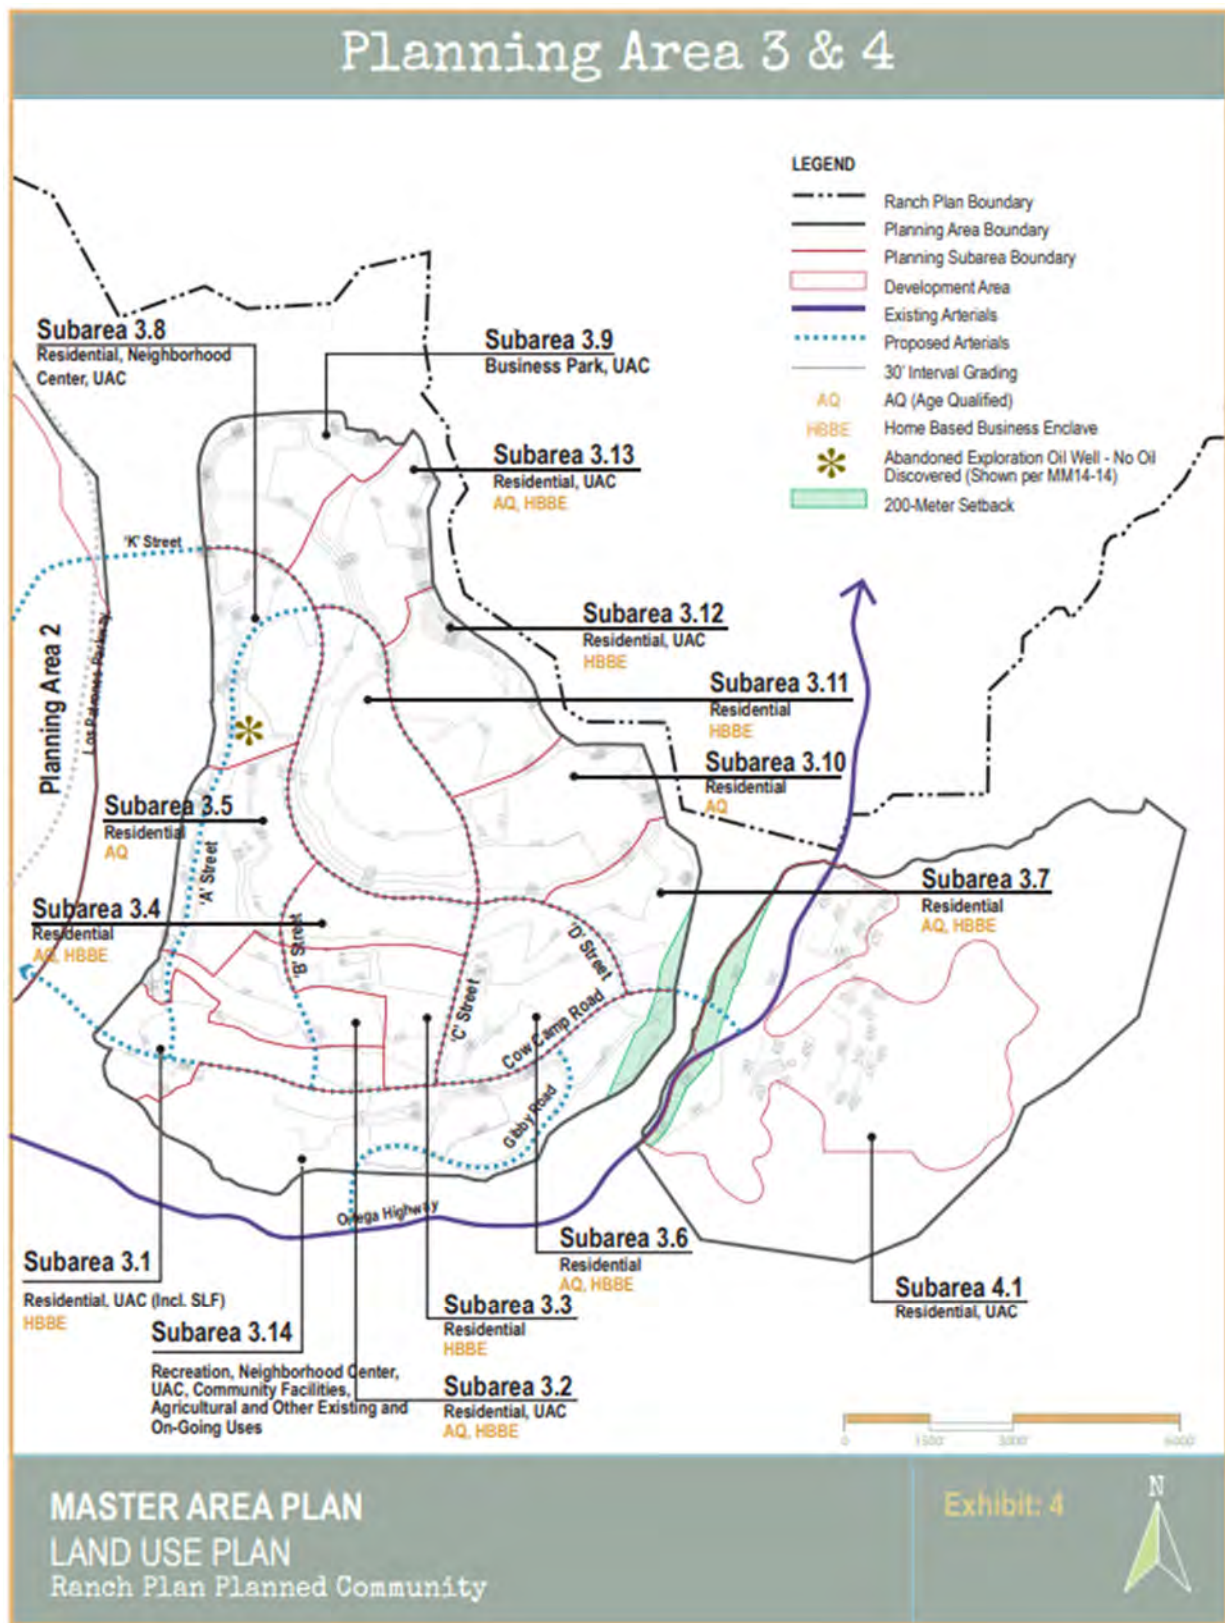 Planning Area 3 & 4
LEGEND
Ranch Plan Boundary
Planning Area Boundary
Planning Subarea Boundary
Development Area
Existing Arterials
Proposed Arterials
30' Interval Grading
AQ
AQ (Age Qualified)
HBBE
Home Based Business Enclave
Abandoned Exploration Oil Well - No Oil
Discovered (Shown per MM14-14)
200-Meter Setback
Subarea 3.8
Residential, Neighborhood
Center, UAC
Subarea 3.9
Business Park, UAC
Subarea 3.13
Residential, UAC
AQ, HBBE
'K' Street
Subarea 3.12
Residential, UAC
HBBE
Planning Area 2
Los Patrones Parkway
Subarea 3.11
Residential
HBBE
Subarea 3.10
Residential
AQ
Subarea 3.5
Residential
AQ
'A' Street
Subarea 3.7
Residential
AQ, HBBE
Subarea 3.4
Residential
AQ, HBBE
'B' Street
'D' Street
'C' Street
Cow Camp Road
Gibby Road
Ortega Highway
Subarea 3.1
Residential, UAC (Incl. SLF)
HBBE
Subarea 3.6
Residential
AQ, HBBE
Subarea 4.1
Residential, UAC
Subarea 3.3
Residential
HBBE
Subarea 3.14
Recreation, Neighborhood Center,
UAC, Community Facilities,
Agricultural and Other Existing and
On-Going Uses
Subarea 3.2
Residential, UAC
AQ, HBBE
0 1500' 3000' 6000'
MASTER AREA PLAN
LAND USE PLAN
Ranch Plan Planned Community
Exhibit: 4
N